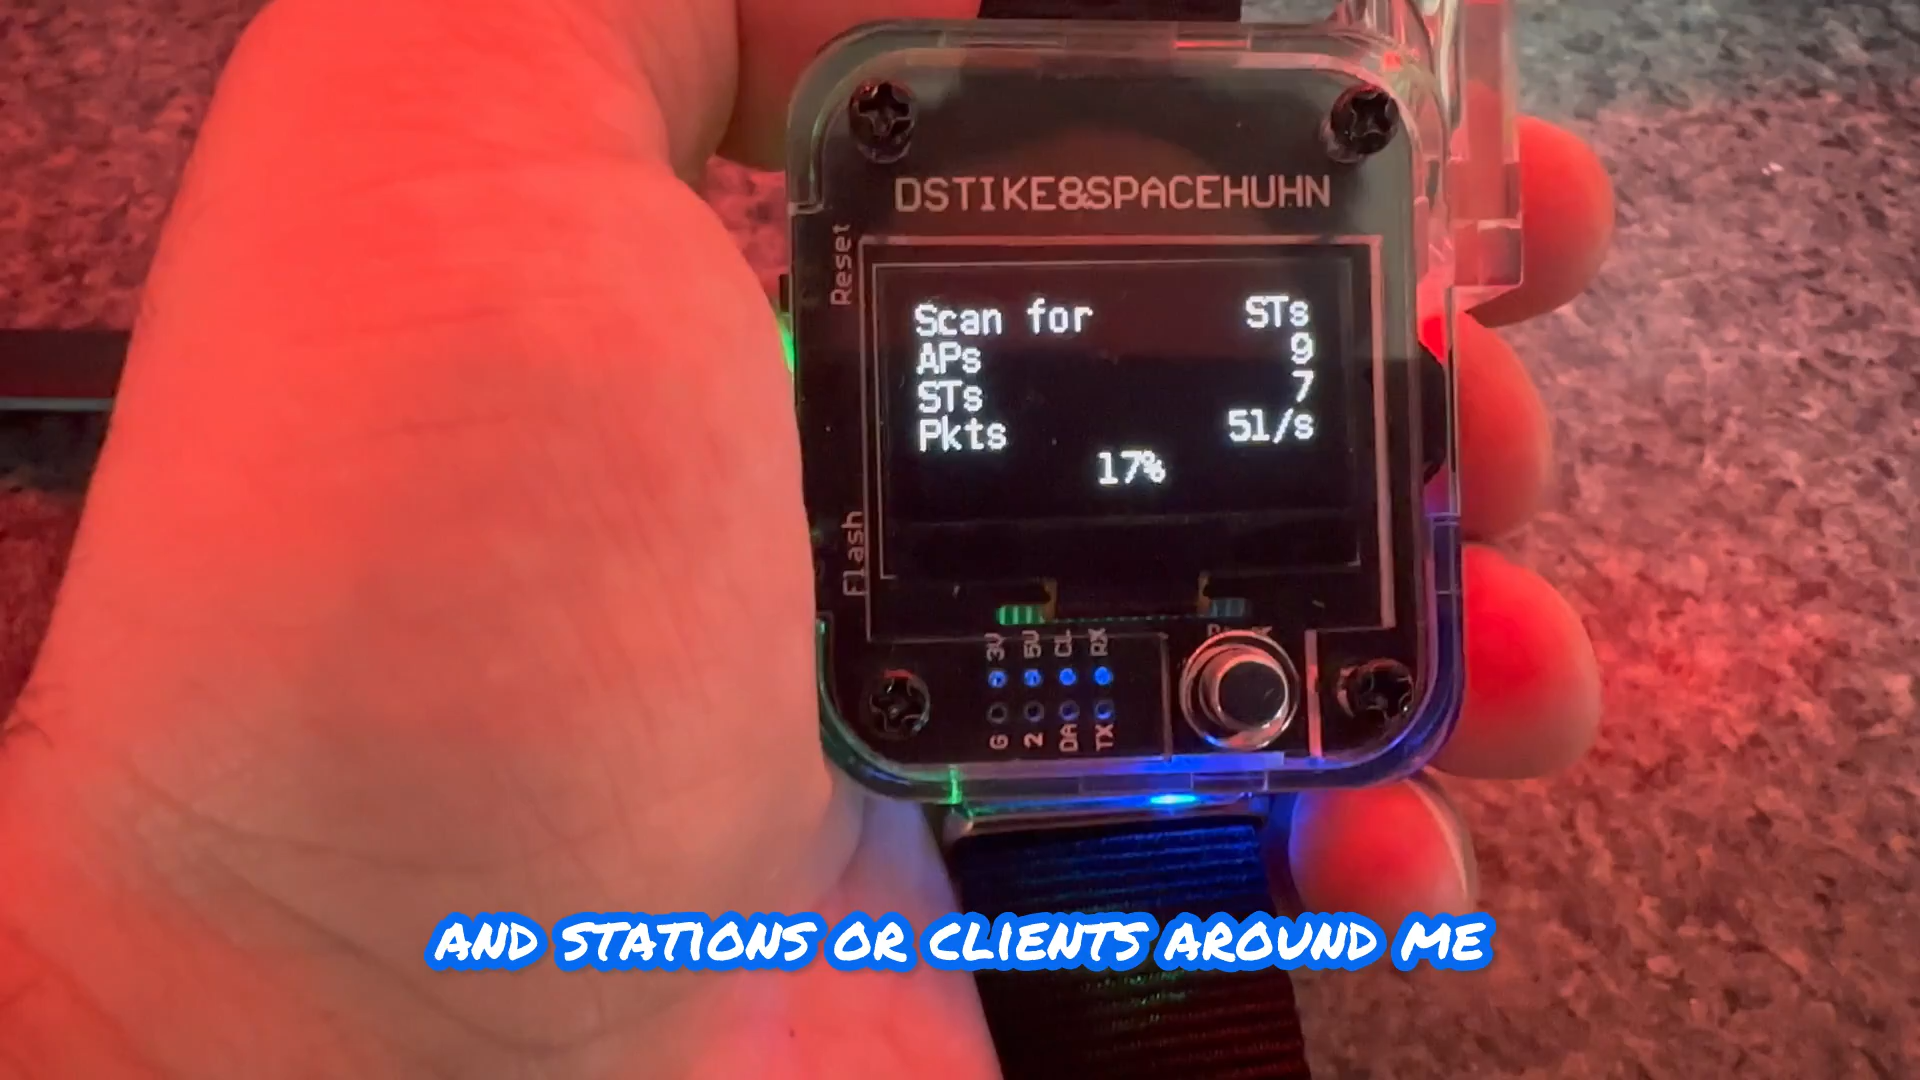 DSTIKE&SPACEHUHN
Reset
Scan for STs
APs 9
STs 7
Pkts 51/s
17%
Flash
3V 5V CL RX
G 2 DA TX
AND STATIONS OR CLIENTS AROUND ME